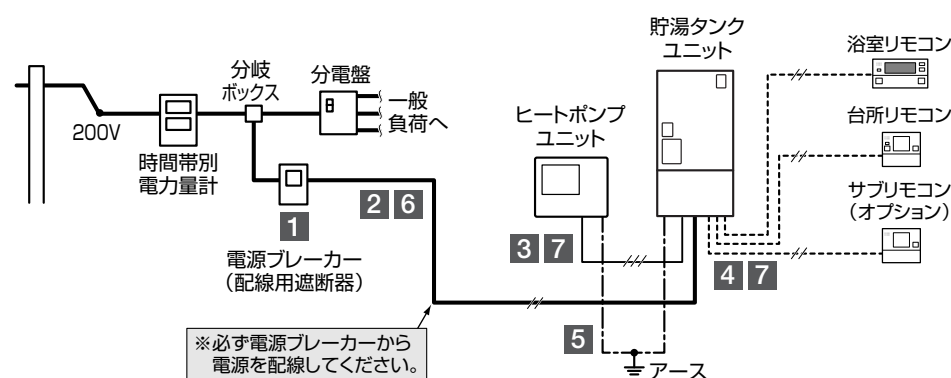 貯湯タンク
ユニット
浴室リモコン
分岐
ボックス
分電盤
一般
負荷へ
200V
時間帯別
電力量計
ヒートポンプ
ユニット
台所リモコン
サブリモコン
（オプション）
1
2 6
3 7
4 7
電源ブレーカー
（配線用遮断器）
※必ず電源ブレーカーから
電源を配線してください。
5
アース